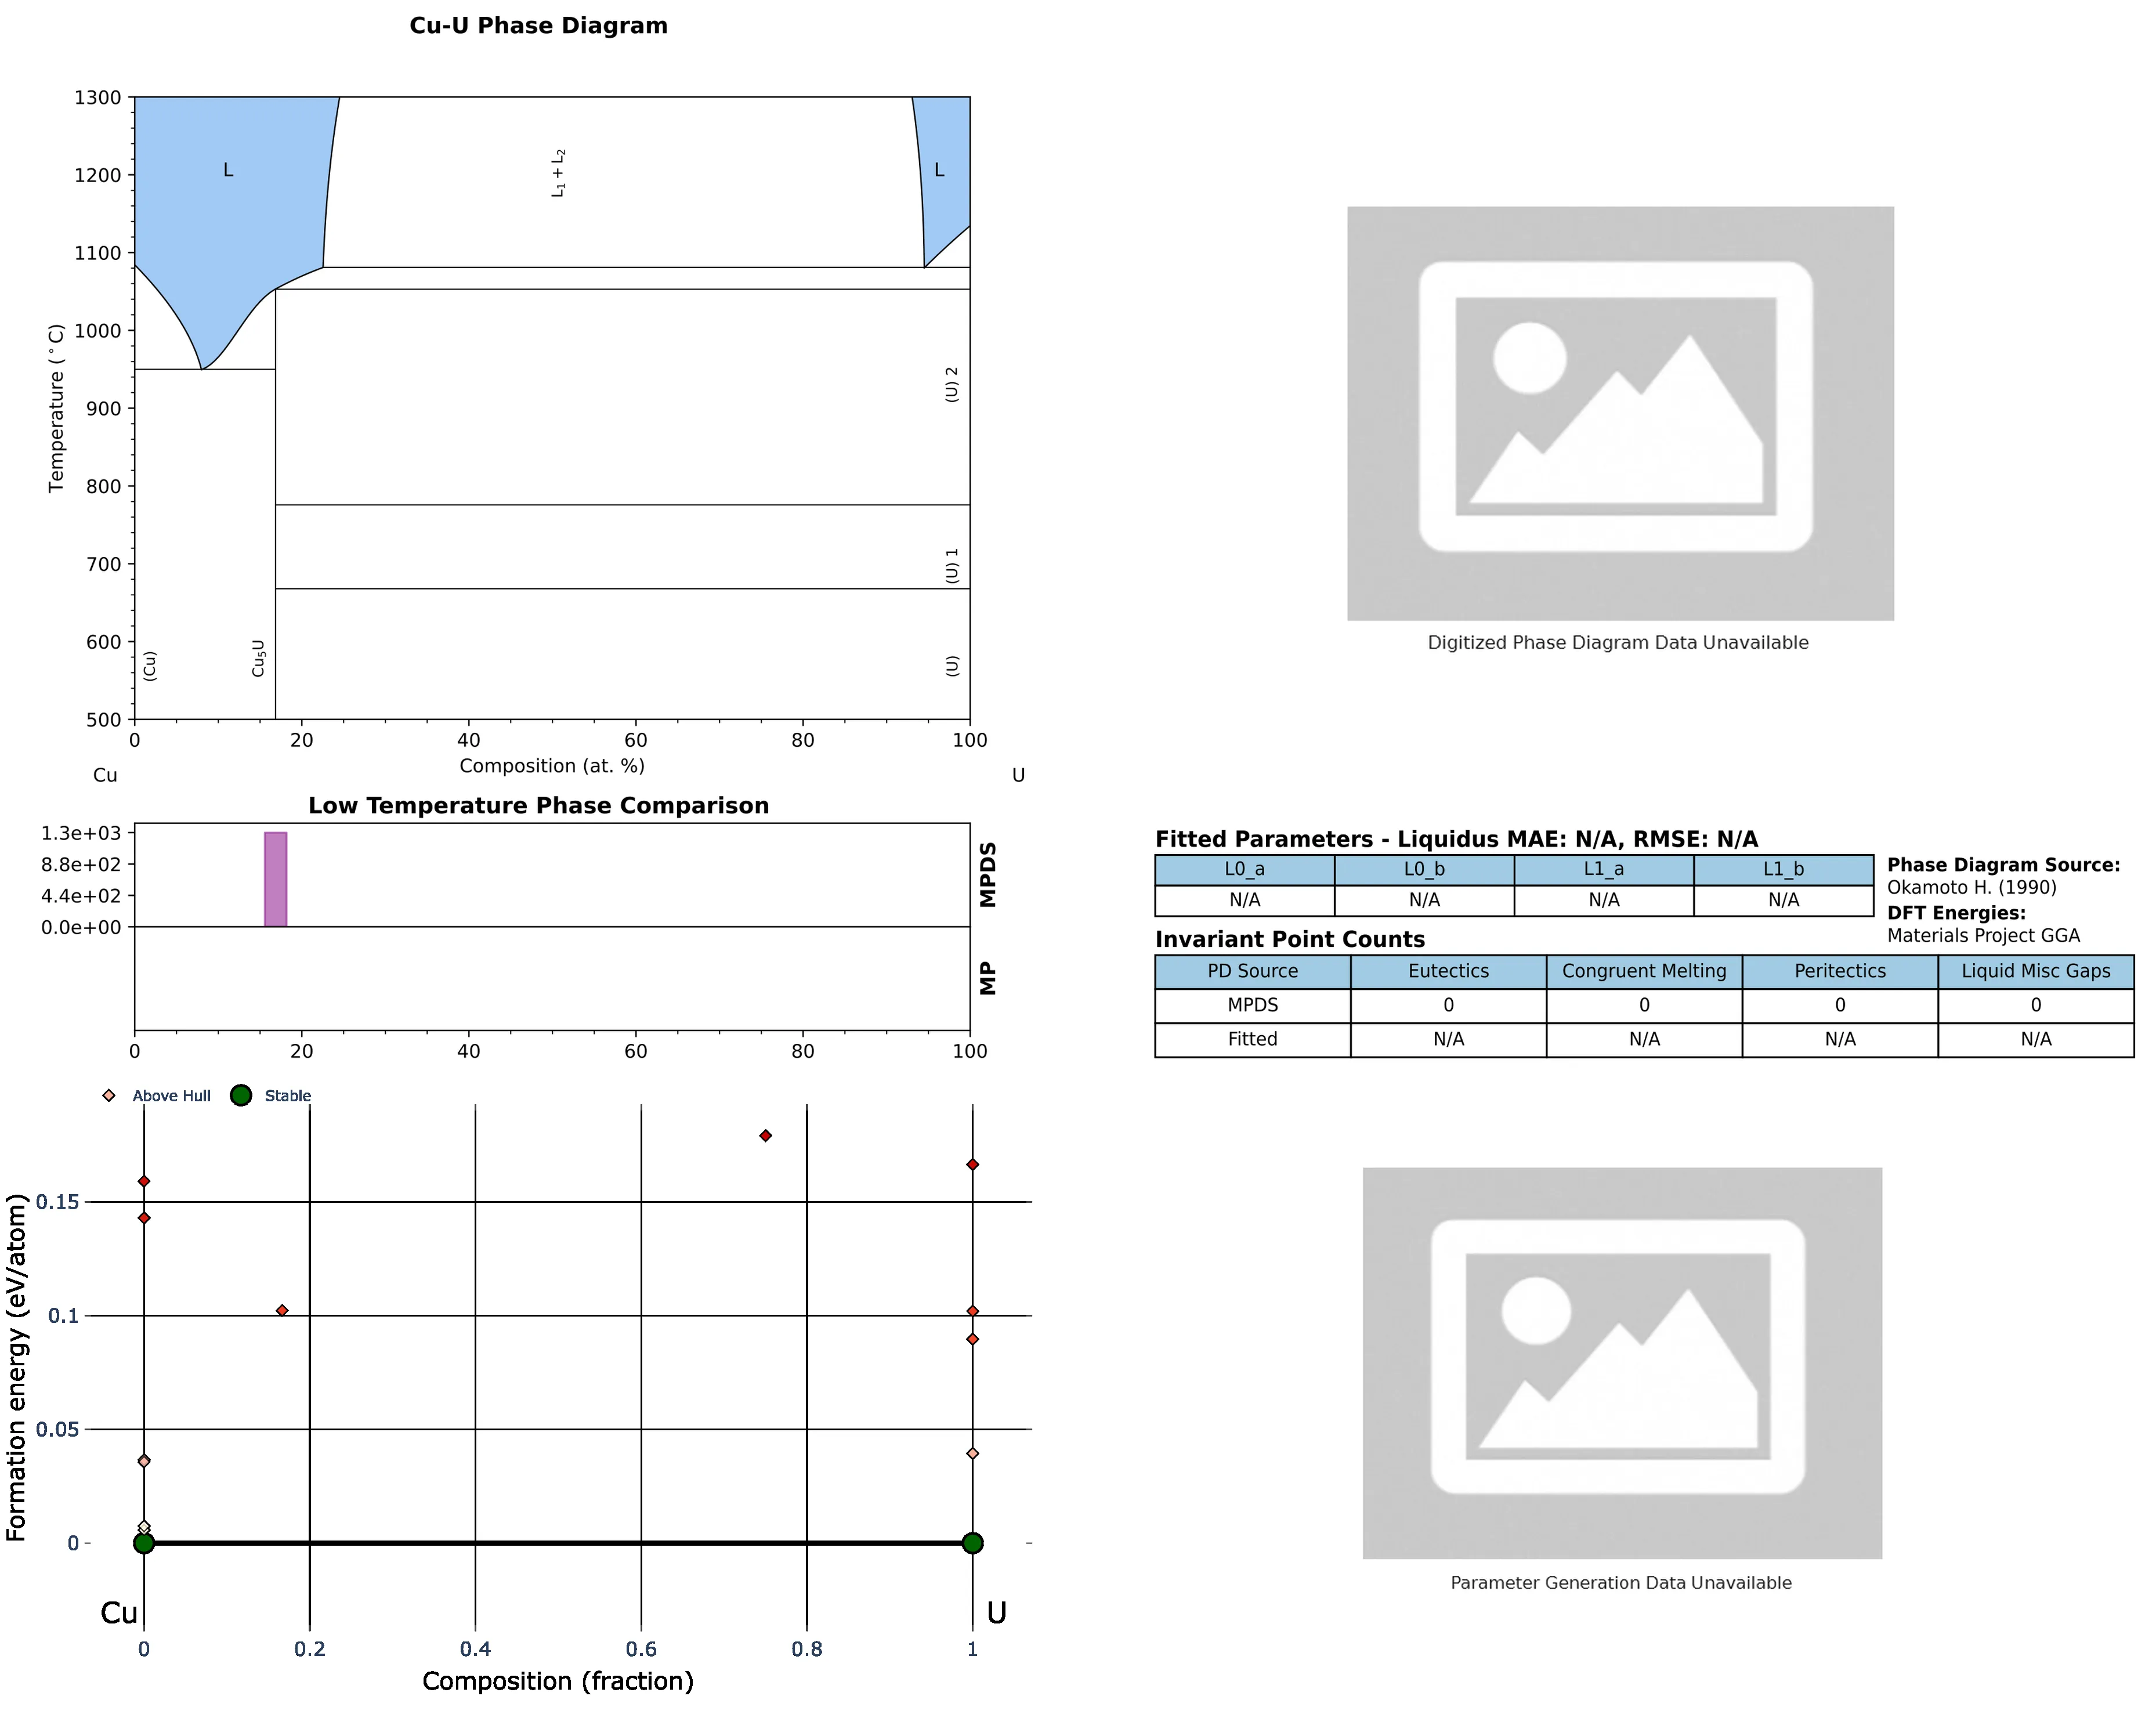 Cu-U Phase Diagram
1300
1200
1100
1000
900
800
700
600
500
Temperature (°C)
L
L₁ + L₂
L
(U) 2
(U) 1
(U)
(Cu)
Cu₅U
0 20 40 60 80 100
Composition (at. %)
Cu U
Digitized Phase Diagram Data Unavailable
Low Temperature Phase Comparison
1.3e+03
8.8e+02
4.4e+02
0.0e+00
MPDS
MP
0 20 40 60 80 100
Fitted Parameters - Liquidus MAE: N/A, RMSE: N/A
L0_a L0_b L1_a L1_b
N/A N/A N/A N/A
Phase Diagram Source:
Okamoto H. (1990)
DFT Energies:
Materials Project GGA
Invariant Point Counts
PD Source Eutectics Congruent Melting Peritectics Liquid Misc Gaps
MPDS 0 0 0 0
Fitted N/A N/A N/A N/A
Above Hull Stable
0.15
0.1
0.05
0
Formation energy (eV/atom)
Cu U
0 0.2 0.4 0.6 0.8 1
Composition (fraction)
Parameter Generation Data Unavailable